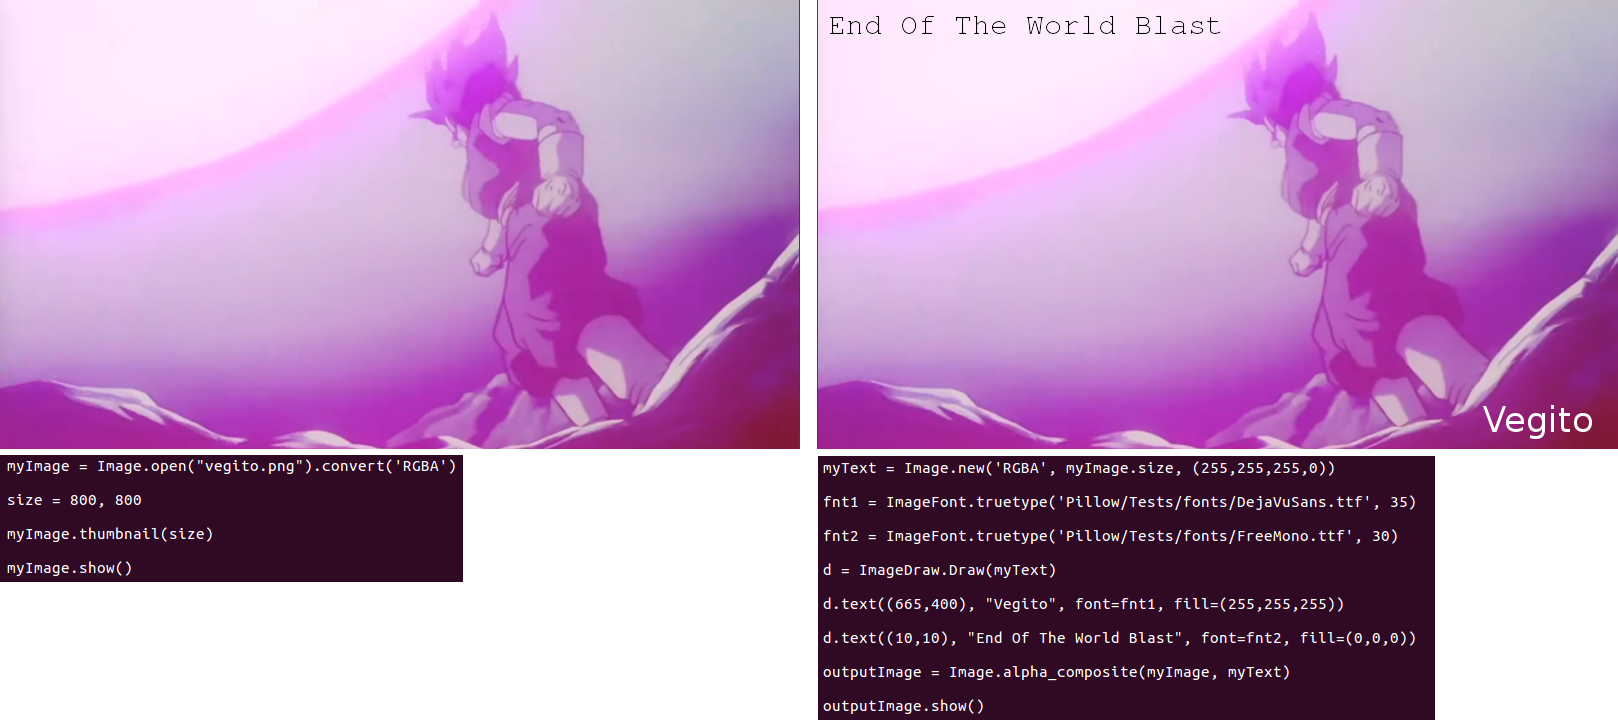 End Of The World Blast
Vegito
myImage = Image.open("vegito.png").convert('RGBA')
size = 800, 800
myImage.thumbnail(size)
myImage.show()
myText = Image.new('RGBA', myImage.size, (255,255,255,0))
fnt1 = ImageFont.truetype('Pillow/Tests/fonts/DejaVuSans.ttf', 35)
fnt2 = ImageFont.truetype('Pillow/Tests/fonts/FreeMono.ttf', 30)
d = ImageDraw.Draw(myText)
d.text((665,400), "Vegito", font=fnt1, fill=(255,255,255))
d.text((10,10), "End Of The World Blast", font=fnt2, fill=(0,0,0))
outputImage = Image.alpha_composite(myImage, myText)
outputImage.show()